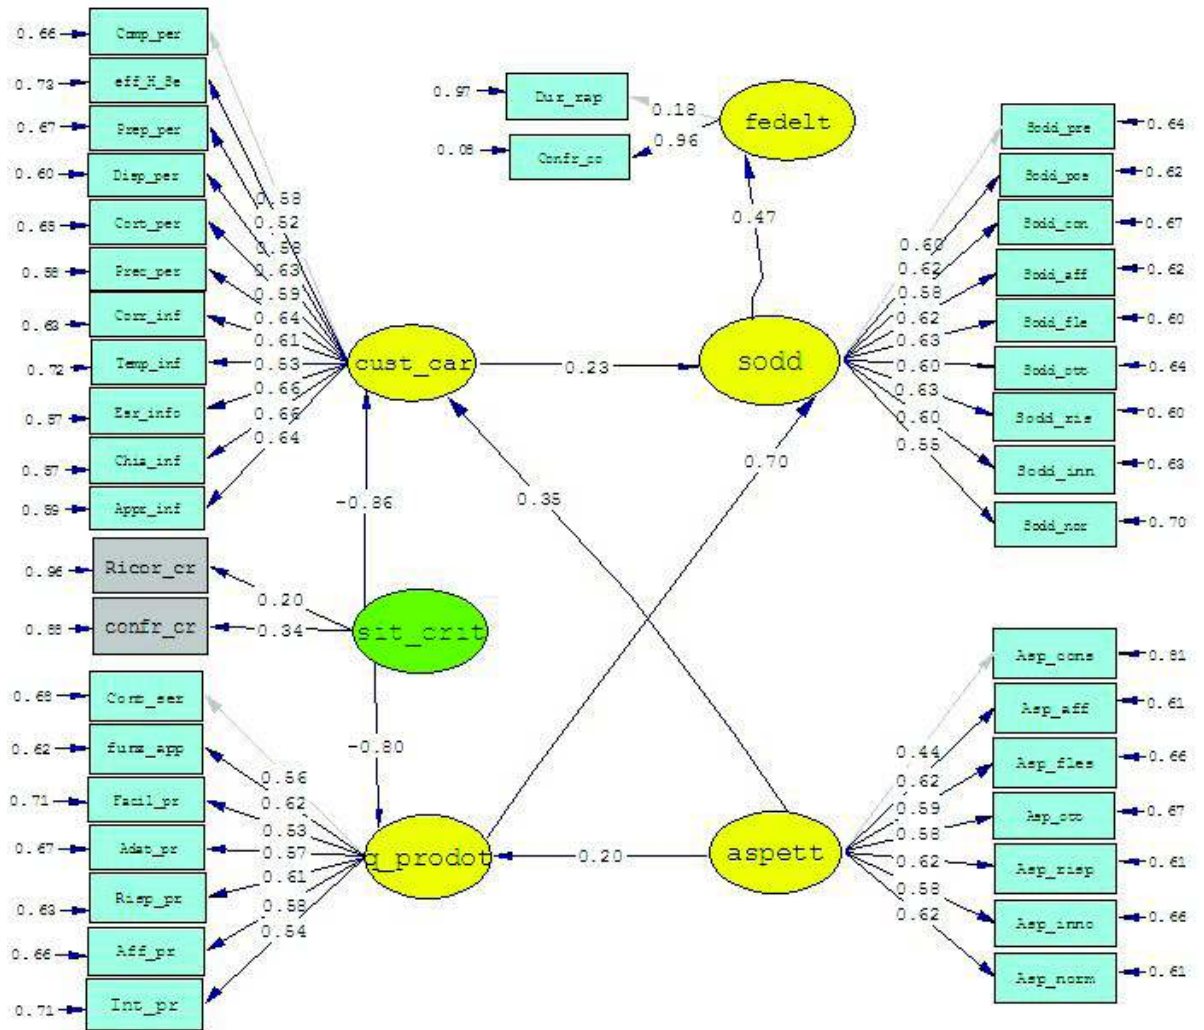 0.66 Comp_per
0.73 eff_H_Se
0.67 Prep_per
0.60 Disp_per
0.65 Cort_per
0.58 Prec_per
0.63 Corr_inf
0.72 Temp_inf
0.57 Esr_info
0.57 Chia_inf
0.59 Appr_inf
0.96 Ricor_cr
0.88 confr_cr
0.68 Cont_ser
0.62 funz_app
0.71 Facil_pr
0.67 Adat_pr
0.63 Risp_pr
0.66 Aff_pr
0.71 Int_pr
0.58
0.52
0.58
0.63
0.59
0.64
0.61
0.53
0.66
0.66
0.64
cust_car
0.20
0.34
sit_crit
-0.86
-0.80
0.56
0.62
0.53
0.57
0.61
0.58
0.54
q_prodot
0.97 Dur_rap
0.08 Confr_co
0.18
0.96
fedelt
0.47
0.23
sodd
0.70
0.35
0.20
aspett
0.60
0.62
0.58
0.62
0.63
0.60
0.63
0.60
0.55
Sodd_pre 0.64
Sodd_pos 0.62
Sodd_con 0.67
Sodd_aff 0.62
Sodd_fle 0.60
Sodd_ott 0.64
Sodd_ris 0.60
Sodd_inn 0.63
Sodd_nor 0.70
0.44
0.62
0.59
0.58
0.62
0.58
0.62
Asp_cons 0.81
Asp_aff 0.61
Asp_fles 0.66
Asp_ott 0.67
Asp_risp 0.61
Asp_inno 0.66
Asp_norm 0.61